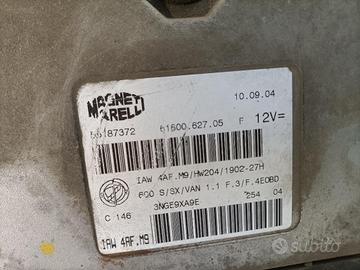 MAGNETI MARELLI
10.09.04
55187372 61600.627.05 F 12V=
IAW 4AF.M9/HW204/1902-27H
600 S/SX/VAN 1.1 F.3/F.4EOBD
3NGE9XA9E
C 146 254 04
IAW 4AF.M9
Subito